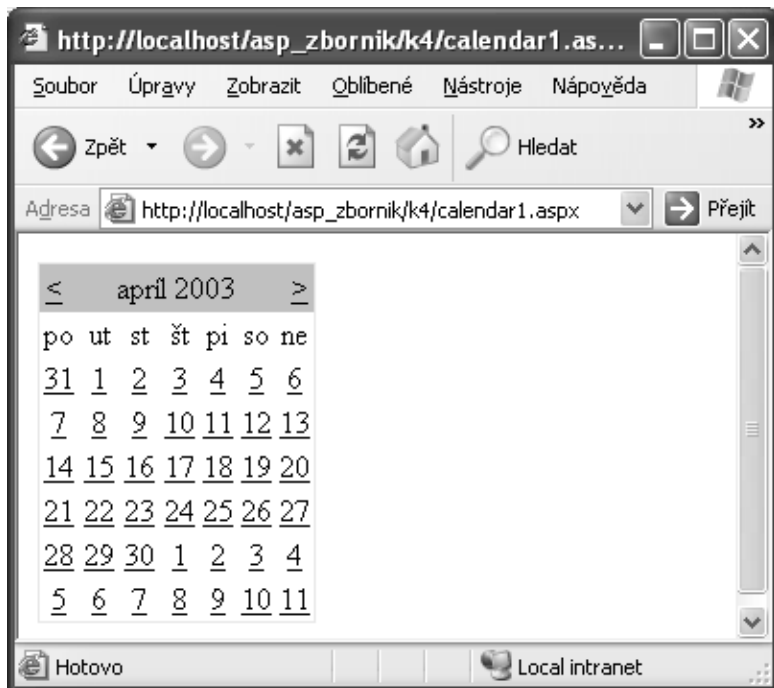 http://localhost/asp_zbornik/k4/calendar1.as...
Soubor Úpravy Zobrazit Oblíbené Nástroje Nápověda
Zpět Hledat »
Adresa http://localhost/asp_zbornik/k4/calendar1.aspx Přejít
< apríl 2003 >
po ut st št pi so ne
31 1 2 3 4 5 6
7 8 9 10 11 12 13
14 15 16 17 18 19 20
21 22 23 24 25 26 27
28 29 30 1 2 3 4
5 6 7 8 9 10 11
Hotovo Local intranet